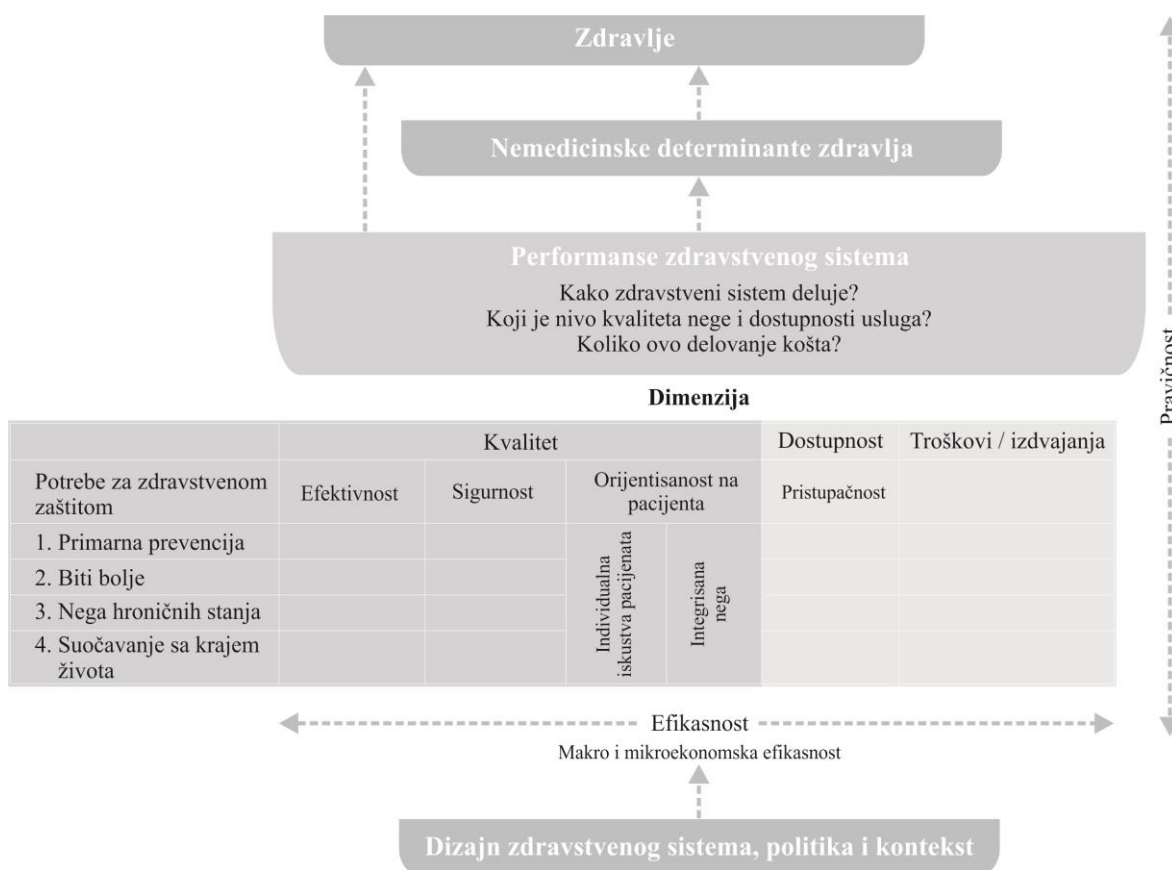 Zdravlje
Nemedicinske determinante zdravlja
Performanse zdravstvenog sistema
Kako zdravstveni sistem deluje?
Koji je nivo kvaliteta nege i dostupnosti usluga?
Koliko ovo delovanje košta?
Pravičnost
Dimenzija
Kvalitet
Dostupnost
Troškovi / izdvajanja
Potrebe za zdravstvenom
zaštitom
Efektivnost
Sigurnost
Orijentisanost na
pacijenta
Pristupačnost
1. Primarna prevencija
2. Biti bolje
3. Nega hroničnih stanja
4. Suočavanje sa krajem
života
Individualna
iskustva pacijenata
Integrisana
nega
Efikasnost
Makro i mikroekonomska efikasnost
Dizajn zdravstvenog sistema, politika i kontekst